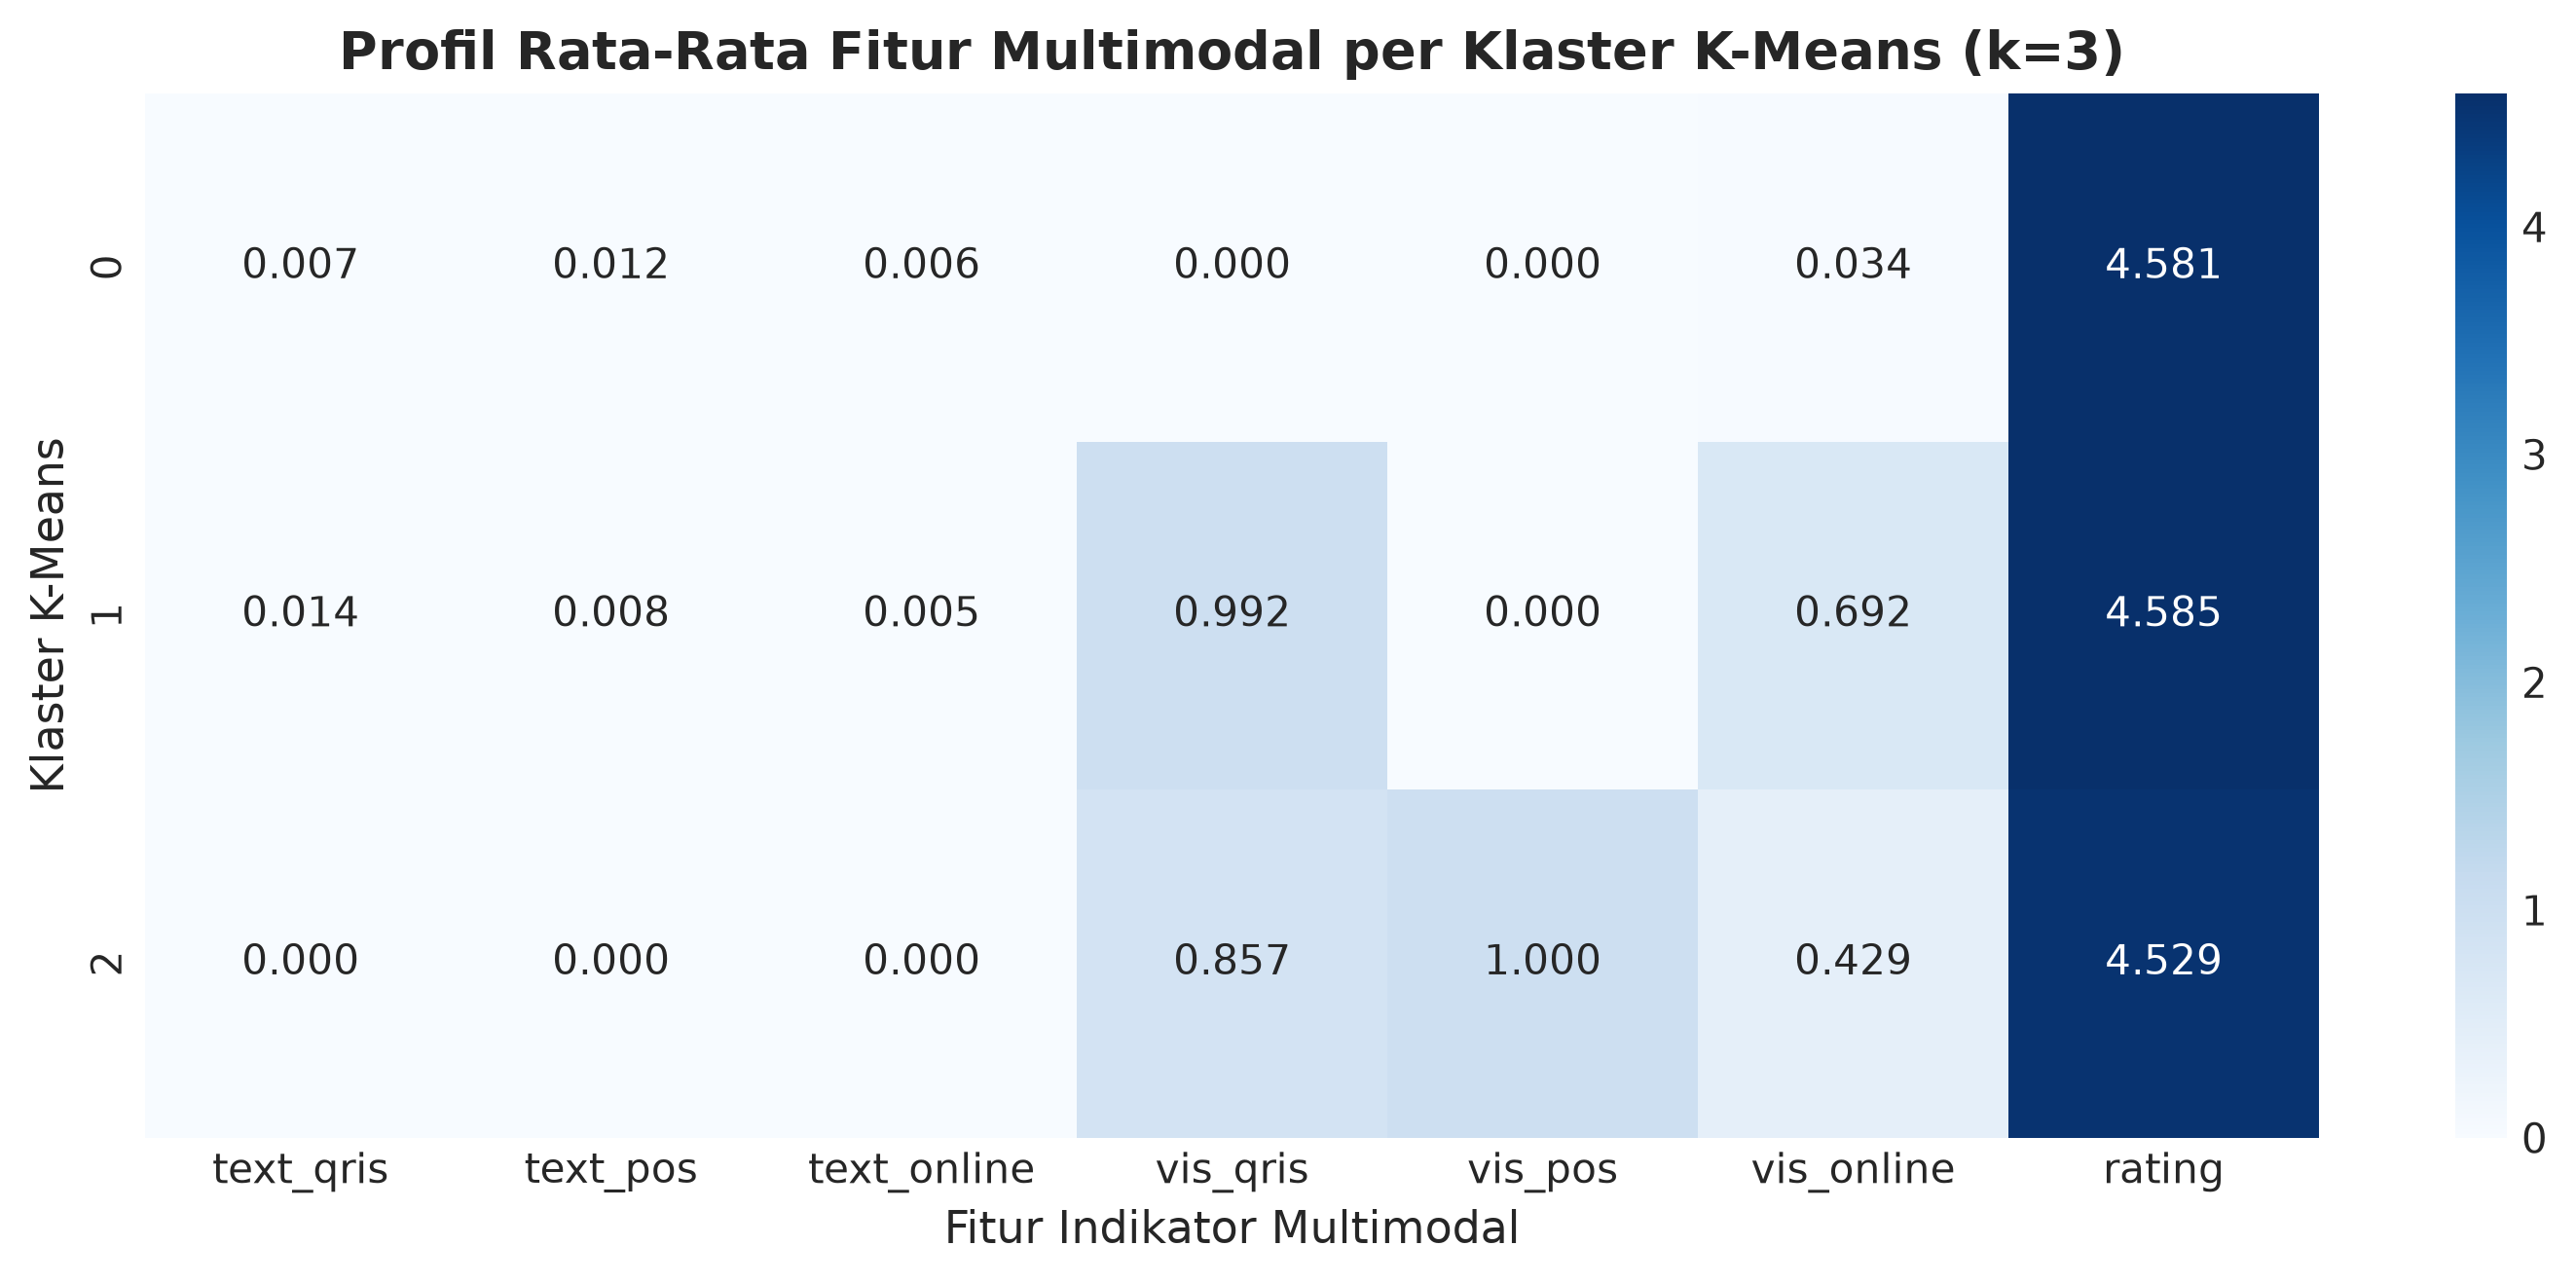 Profil Rata-Rata Fitur Multimodal per Klaster K-Means (k=3)
Klaster K-Means
0 0.007 0.012 0.006 0.000 0.000 0.034 4.581
1 0.014 0.008 0.005 0.992 0.000 0.692 4.585
2 0.000 0.000 0.000 0.857 1.000 0.429 4.529
text_qris text_pos text_online vis_qris vis_pos vis_online rating
Fitur Indikator Multimodal
4
3
2
1
0